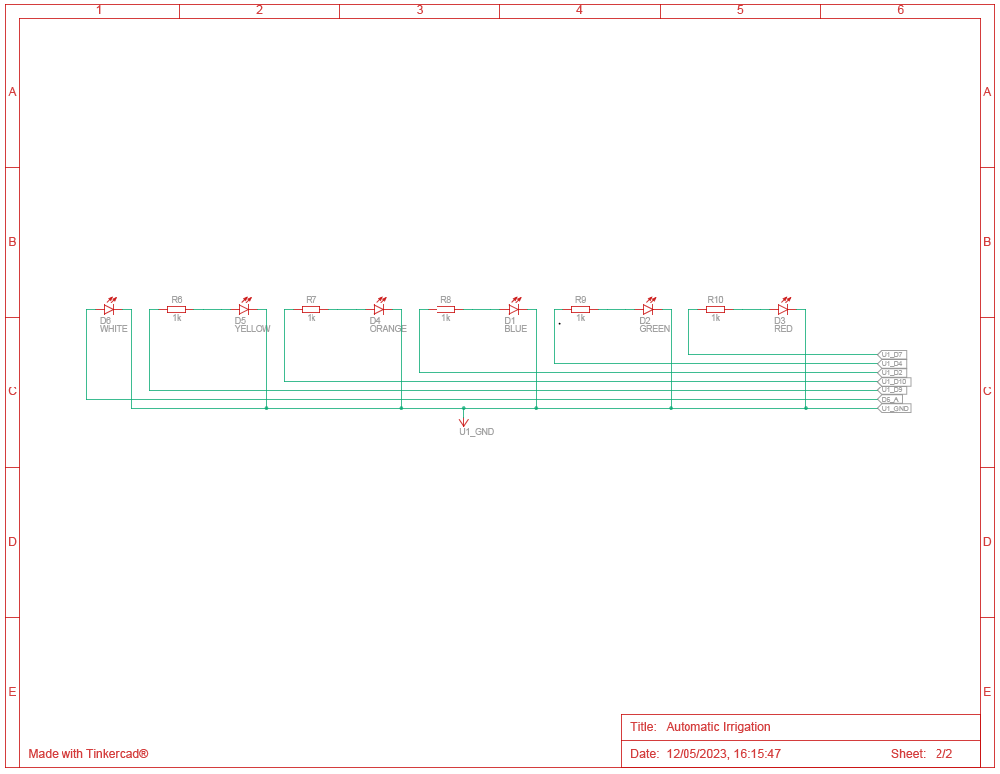 1 2 3 4 5 6
A A
B B
R6 R7 R8 R9 R10
1k 1k 1k 1k 1k
D6 D5 D4 D1 D2 D3
WHITE YELLOW ORANGE BLUE GREEN RED
U1_D7
U1_D4
U1_D2
U1_D10
U1_D9
C C
D6_A
U1_GND
U1_GND
D D
E E
Title: Automatic Irrigation
Made with Tinkercad®
Date: 12/05/2023, 16:15:47 Sheet: 2/2